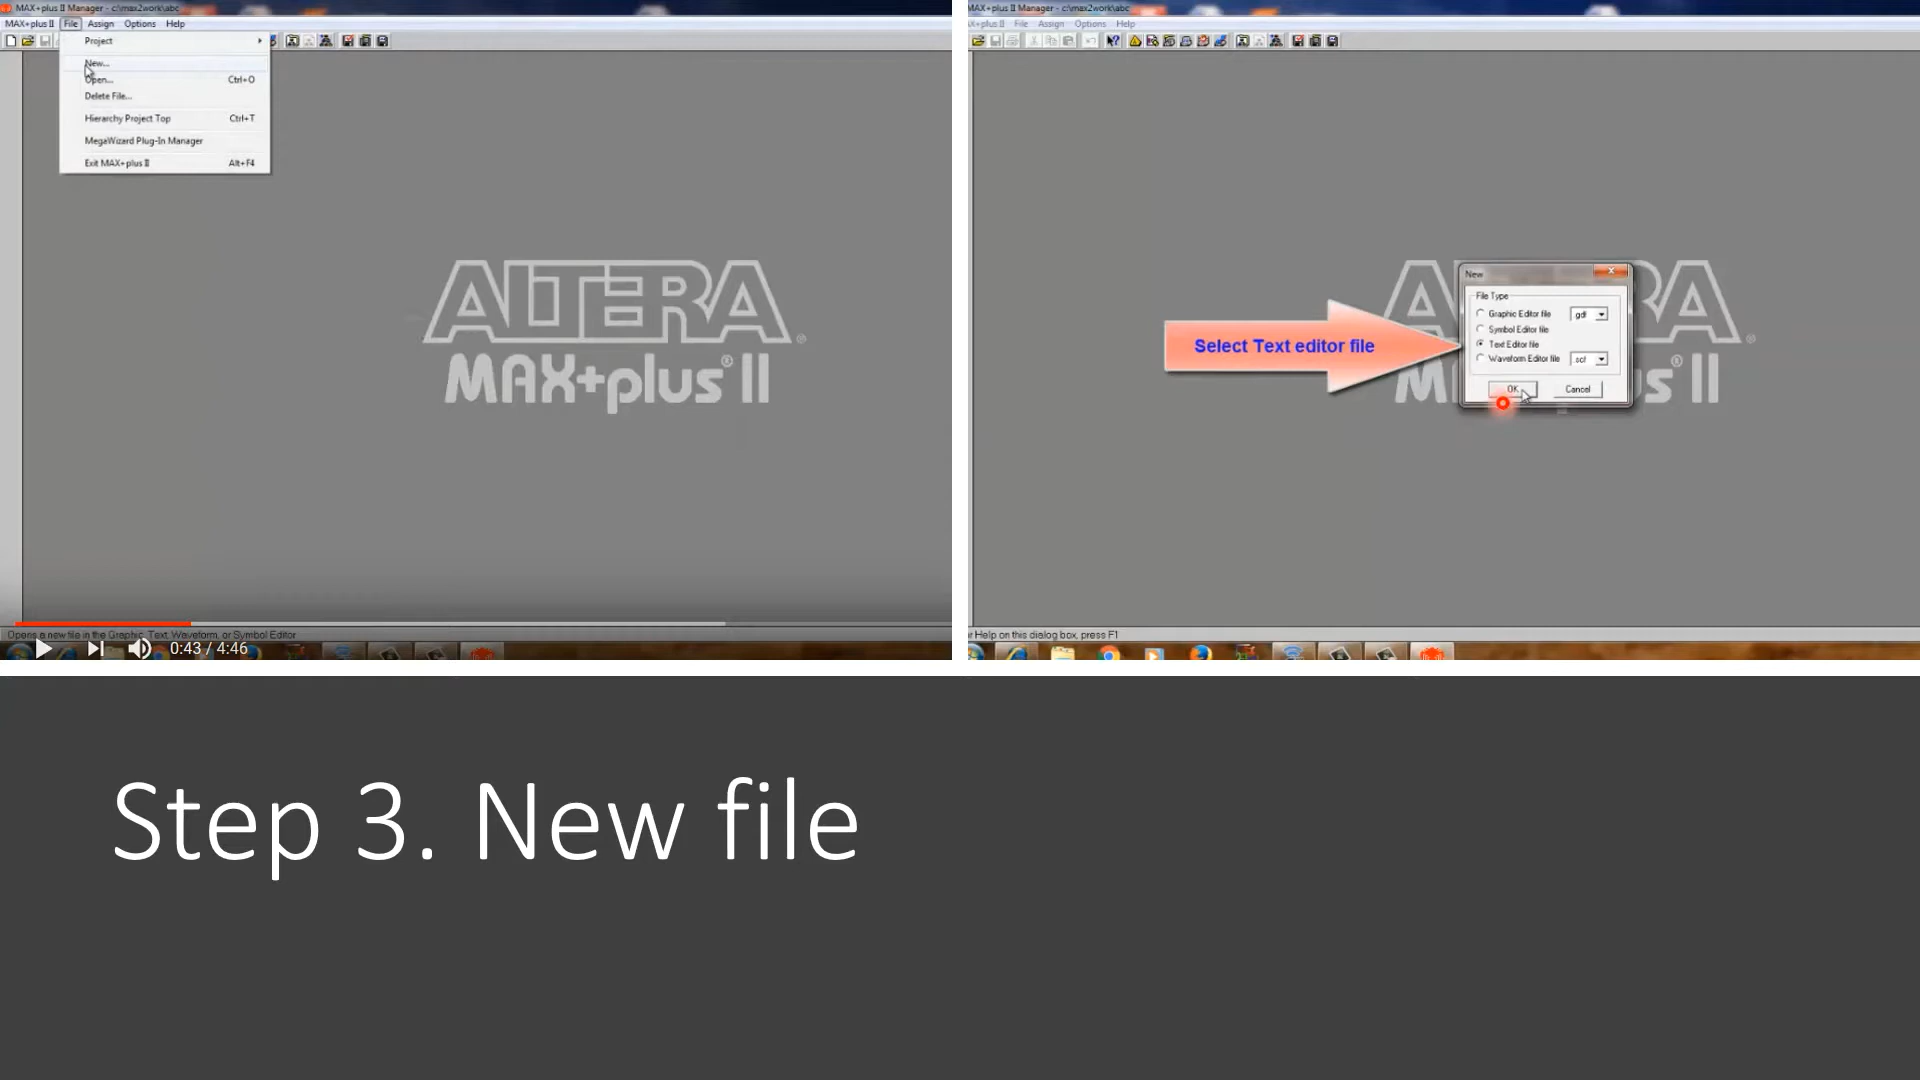 MAX+plus II Manager - c:\max2work\abc
MAX+plus II File Assign Options Help
Project
New...
Open... Ctrl+O
Delete File...
Hierarchy Project Top Ctrl+T
MegaWizard Plug-In Manager
Exit MAX+plus II Alt+F4
ALTERA
MAX+plus® II
Opens a new file in the Graphic, Text, Waveform, or Symbol Editor
0:43 / 4:46
MAX+plus II Manager - c:\max2work\abc
+plus II File Assign Options Help
Select Text editor file
New
File Type
Graphic Editor file gdf
Symbol Editor file
Text Editor file
Waveform Editor file scf
OK Cancel
r Help on this dialog box, press F1
Step 3. New file